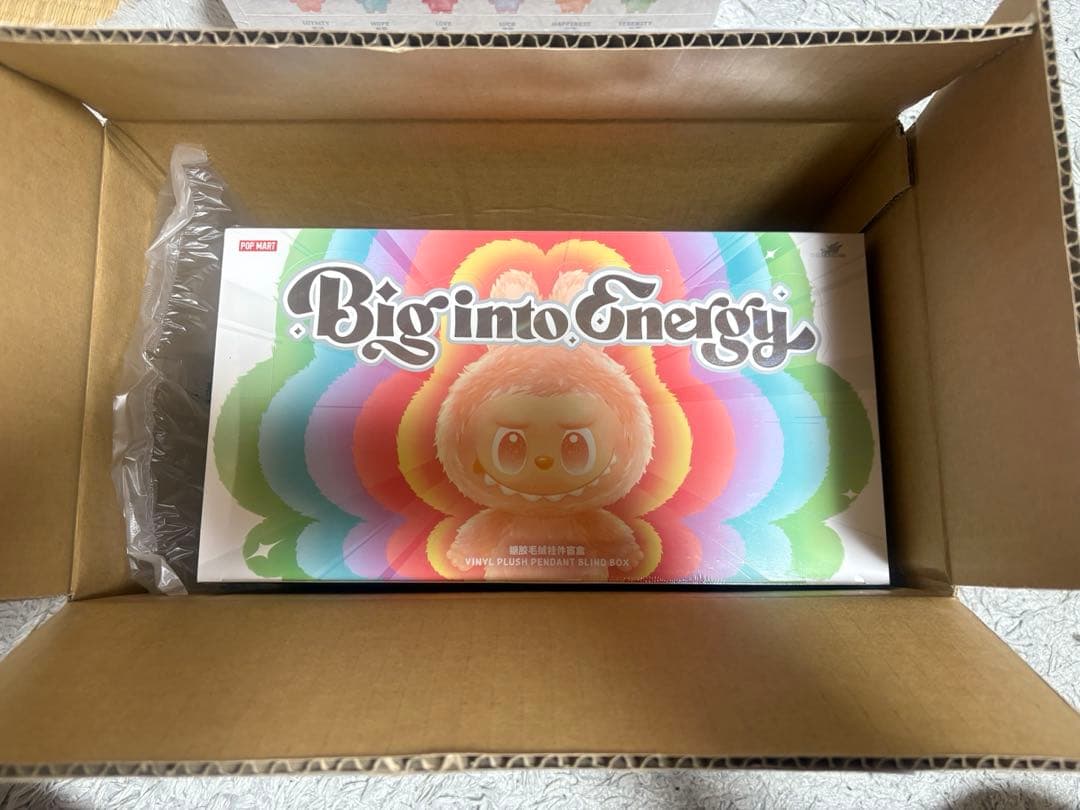 LOYALTY HOPE LOVE LUCK HAPPINESS SERENITY
POP MART
Big into Energy
搪胶毛绒挂件盲盒
VINYL PLUSH PENDANT BLIND BOX